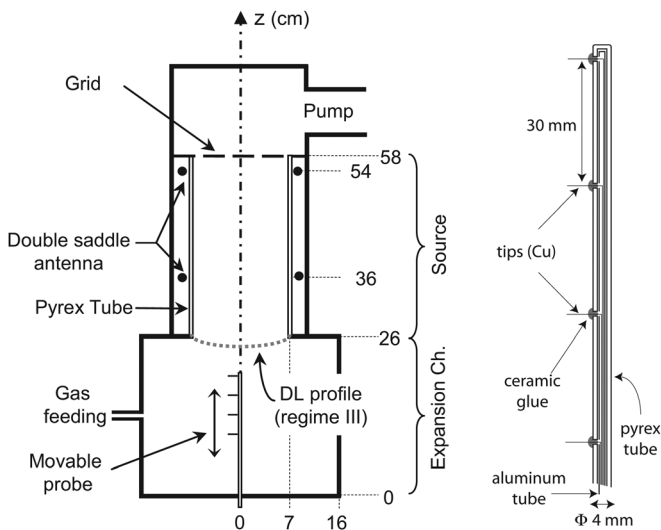 z (cm)
Grid
Pump
58
54
Double saddle
antenna
Source
36
Pyrex Tube
26
DL profile
(regime III)
Gas
feeding
Expansion Ch.
Movable
probe
0
0
7
16
30 mm
tips (Cu)
ceramic
glue
pyrex
tube
aluminum
tube
Φ 4 mm